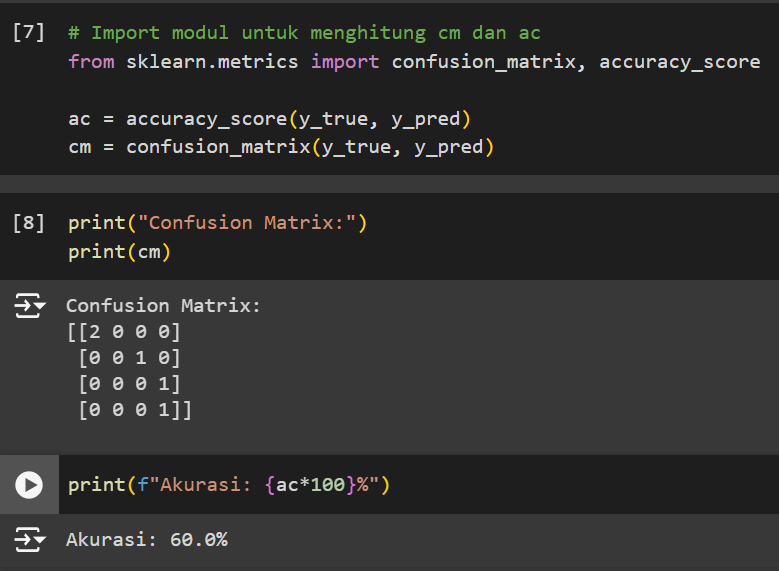 [7] # Import modul untuk menghitung cm dan ac
from sklearn.metrics import confusion_matrix, accuracy_score
ac = accuracy_score(y_true, y_pred)
cm = confusion_matrix(y_true, y_pred)
[8] print("Confusion Matrix:")
print(cm)
Confusion Matrix:
[[2 0 0 0]
[0 0 1 0]
[0 0 0 1]
[0 0 0 1]]
print(f"Akurasi: {ac*100}%")
Akurasi: 60.0%